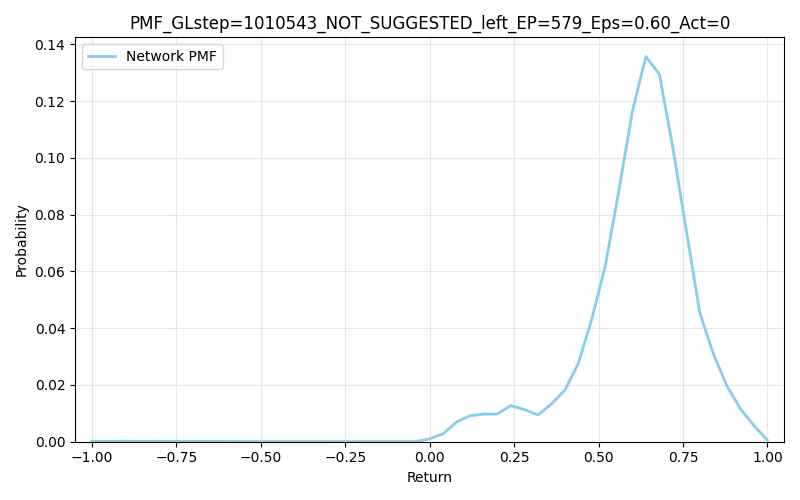 PMF_GLstep=1010543_NOT_SUGGESTED_left_EP=579_Eps=0.60_Act=0
Network PMF
0.14
0.12
0.10
0.08
0.06
0.04
0.02
0.00
Probability
−1.00 −0.75 −0.50 −0.25 0.00 0.25 0.50 0.75 1.00
Return